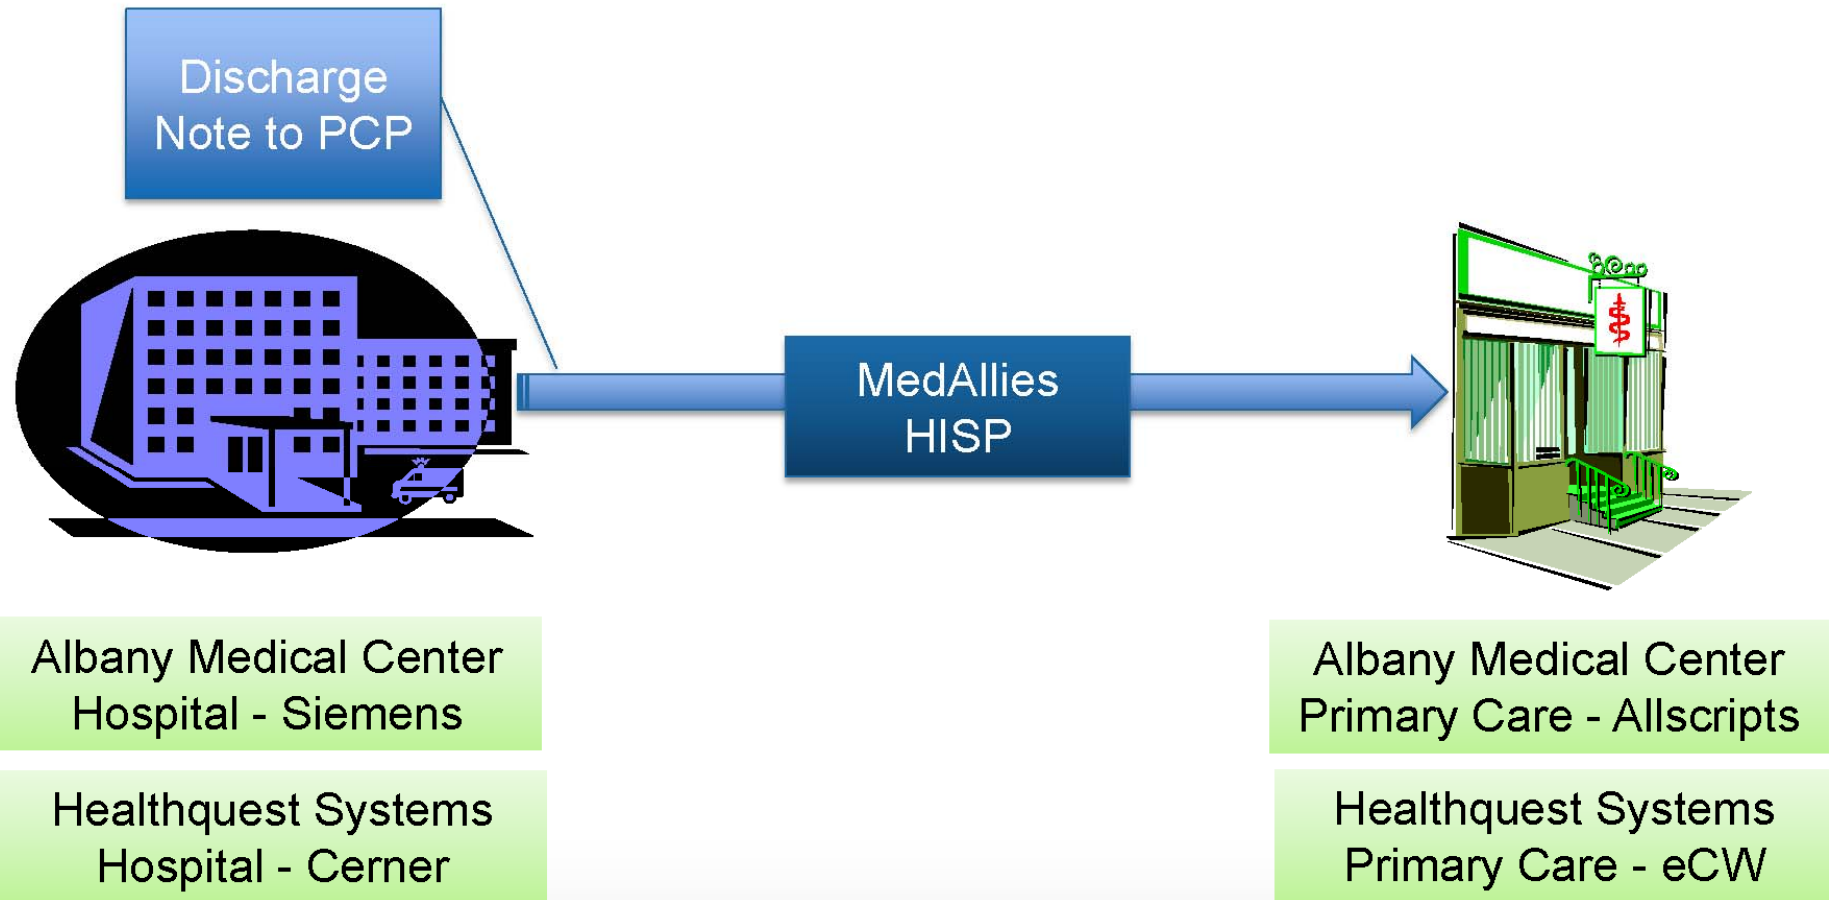 Discharge
Note to PCP
MedAllies
HISP
Albany Medical Center
Hospital - Siemens
Albany Medical Center
Primary Care - Allscripts
Healthquest Systems
Hospital - Cerner
Healthquest Systems
Primary Care - eCW